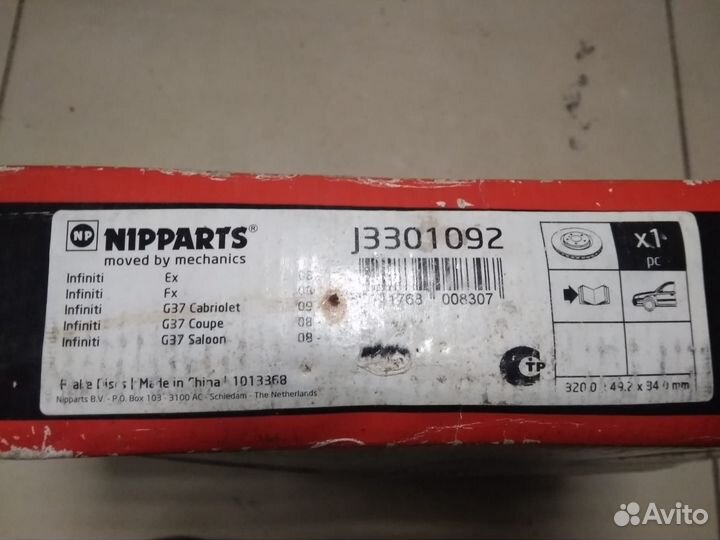 NP NIPPARTS®
moved by mechanics
J3301092
x1
pc
Infiniti Ex 08
Infiniti Fx
Infiniti G37 Cabriolet 09
Infiniti G37 Coupe 08
Infiniti G37 Saloon 08-
008307
Made in China | 1013368
Nipparts B.V. - P.O. Box 103 - 3100 AC - Schiedam - The Netherlands
TP
mm
Avito